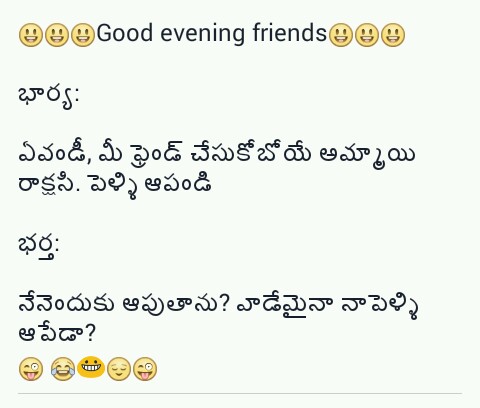 😃😃😃Good evening friends😃😃😃
భార్య:
ఏవండీ, మీ ఫ్రెండ్ చేసుకోబోయే అమ్మాయి
రాక్షసి. పెళ్ళి ఆపండి
భర్త:
నేనెందుకు ఆపుతాను? వాడేమైనా నాపెళ్ళి
ఆపేడా?
😜 😂😀😌😜